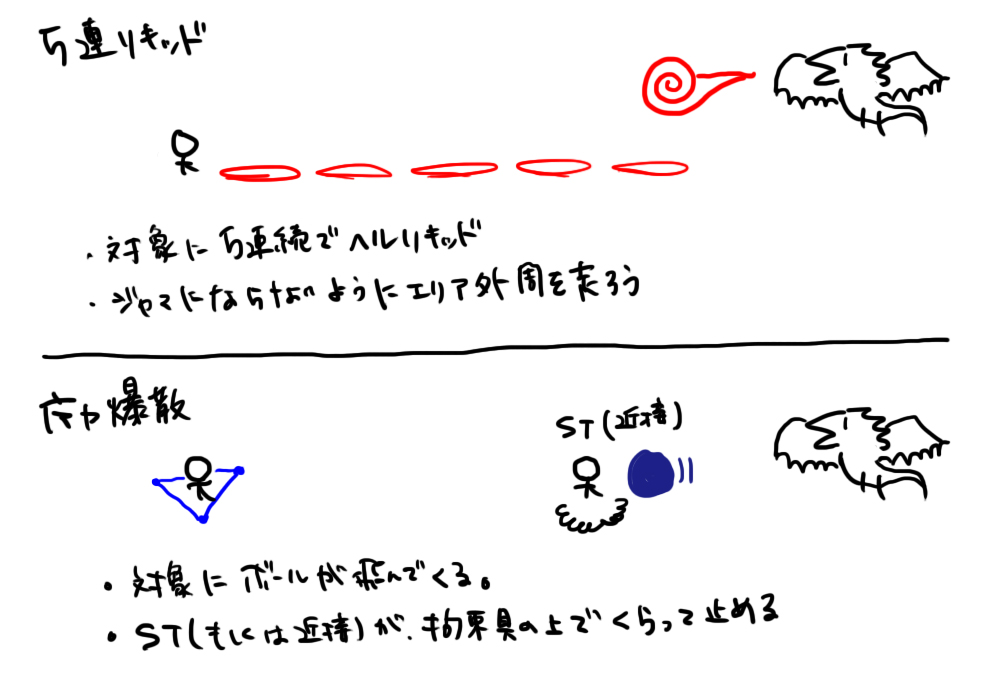 5連リキッド
・対象に5連続でヘルリキッド
・ジャマにならないようにエリア外周を走ろう
魔力爆散
ST(近接)
・対象にボールが飛んでくる。
・ST(もしくは近接)が、拘束具の上でくらって止める